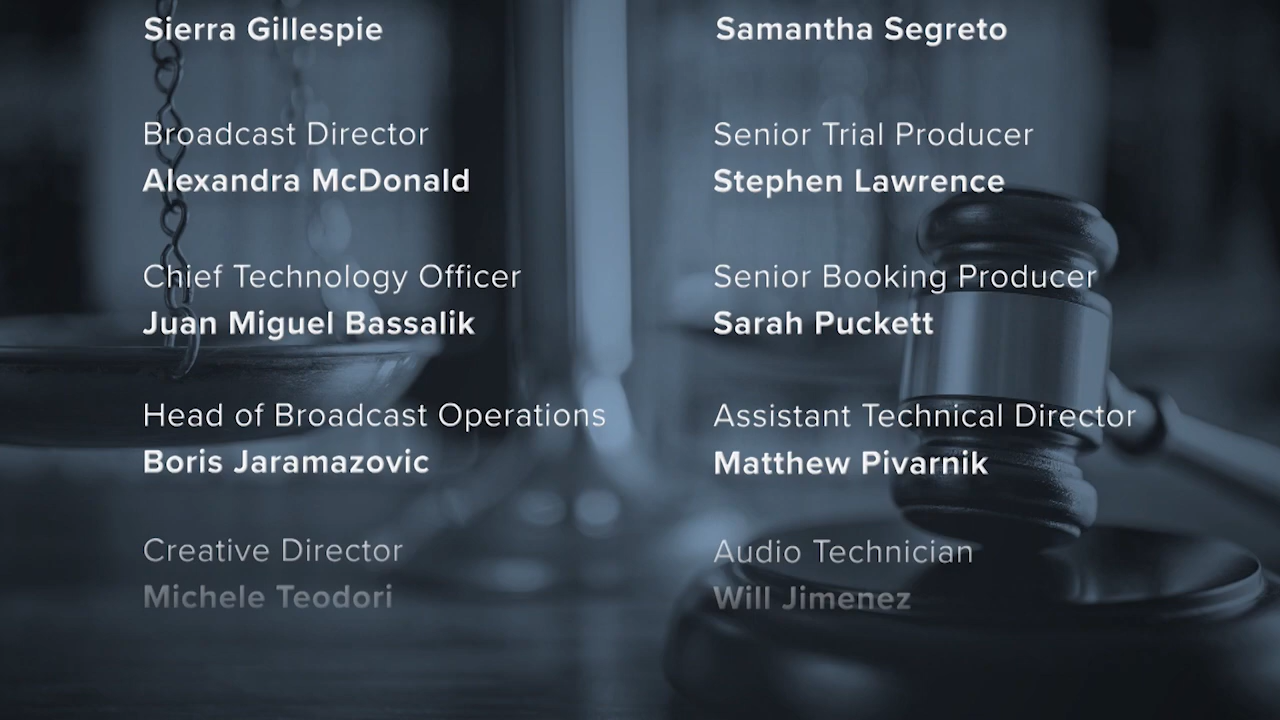 Sierra Gillespie
Broadcast Director
Alexandra McDonald
Chief Technology Officer
Juan Miguel Bassalik
Head of Broadcast Operations
Boris Jaramazovic
Creative Director
Michele Teodori
Samantha Segreto
Senior Trial Producer
Stephen Lawrence
Senior Booking Producer
Sarah Puckett
Assistant Technical Director
Matthew Pivarnik
Audio Technician
Will Jimenez